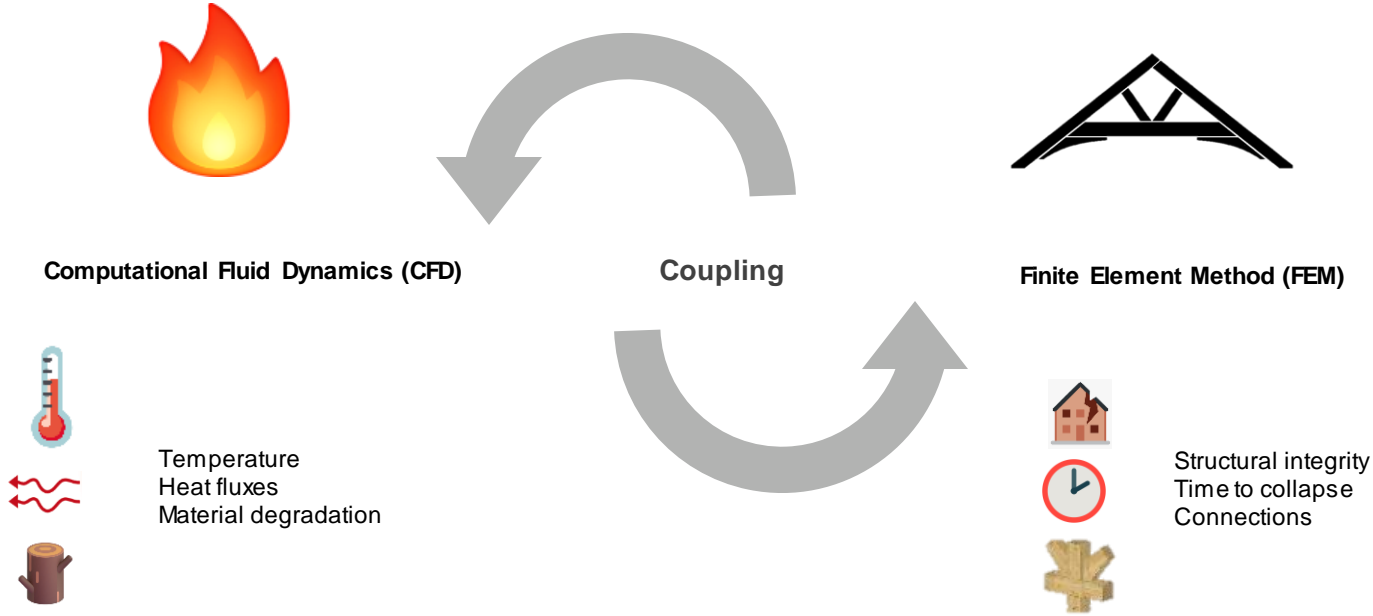 Computational Fluid Dynamics (CFD)
Coupling
Finite Element Method (FEM)
Temperature
Heat fluxes
Material degradation
Structural integrity
Time to collapse
Connections